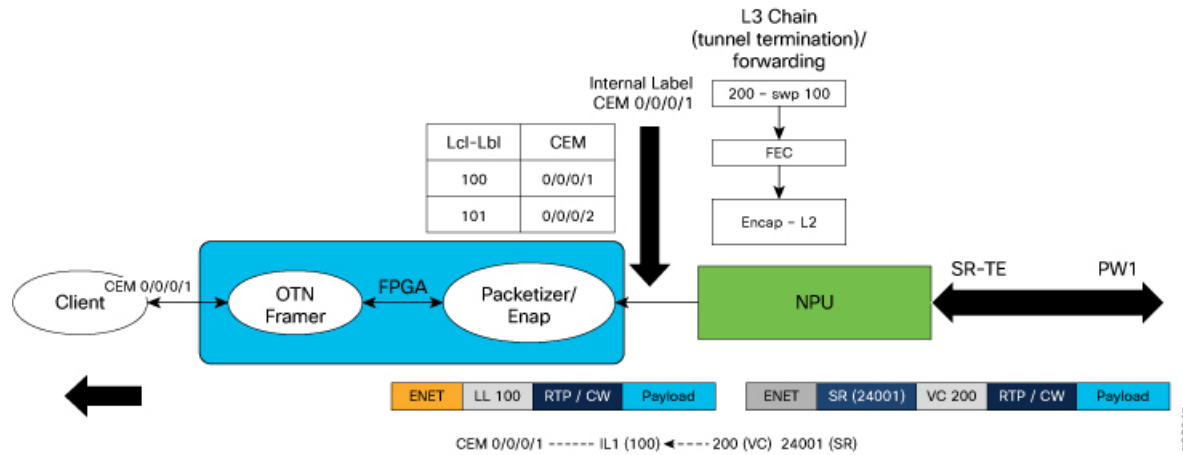 L3 Chain
(tunnel termination)/
forwarding
Internal Label
CEM 0/0/0/1
200 – swp 100
FEC
Encap – L2
Lcl-Lbl CEM
100 0/0/0/1
101 0/0/0/2
Client
CEM 0/0/0/1
OTN
Framer
FPGA
Packetizer/
Enap
NPU
SR-TE PW1
ENET LL 100 RTP / CW Payload
ENET SR (24001) VC 200 RTP / CW Payload
CEM 0/0/0/1 ------ IL1 (100) ---- 200 (VC) 24001 (SR)